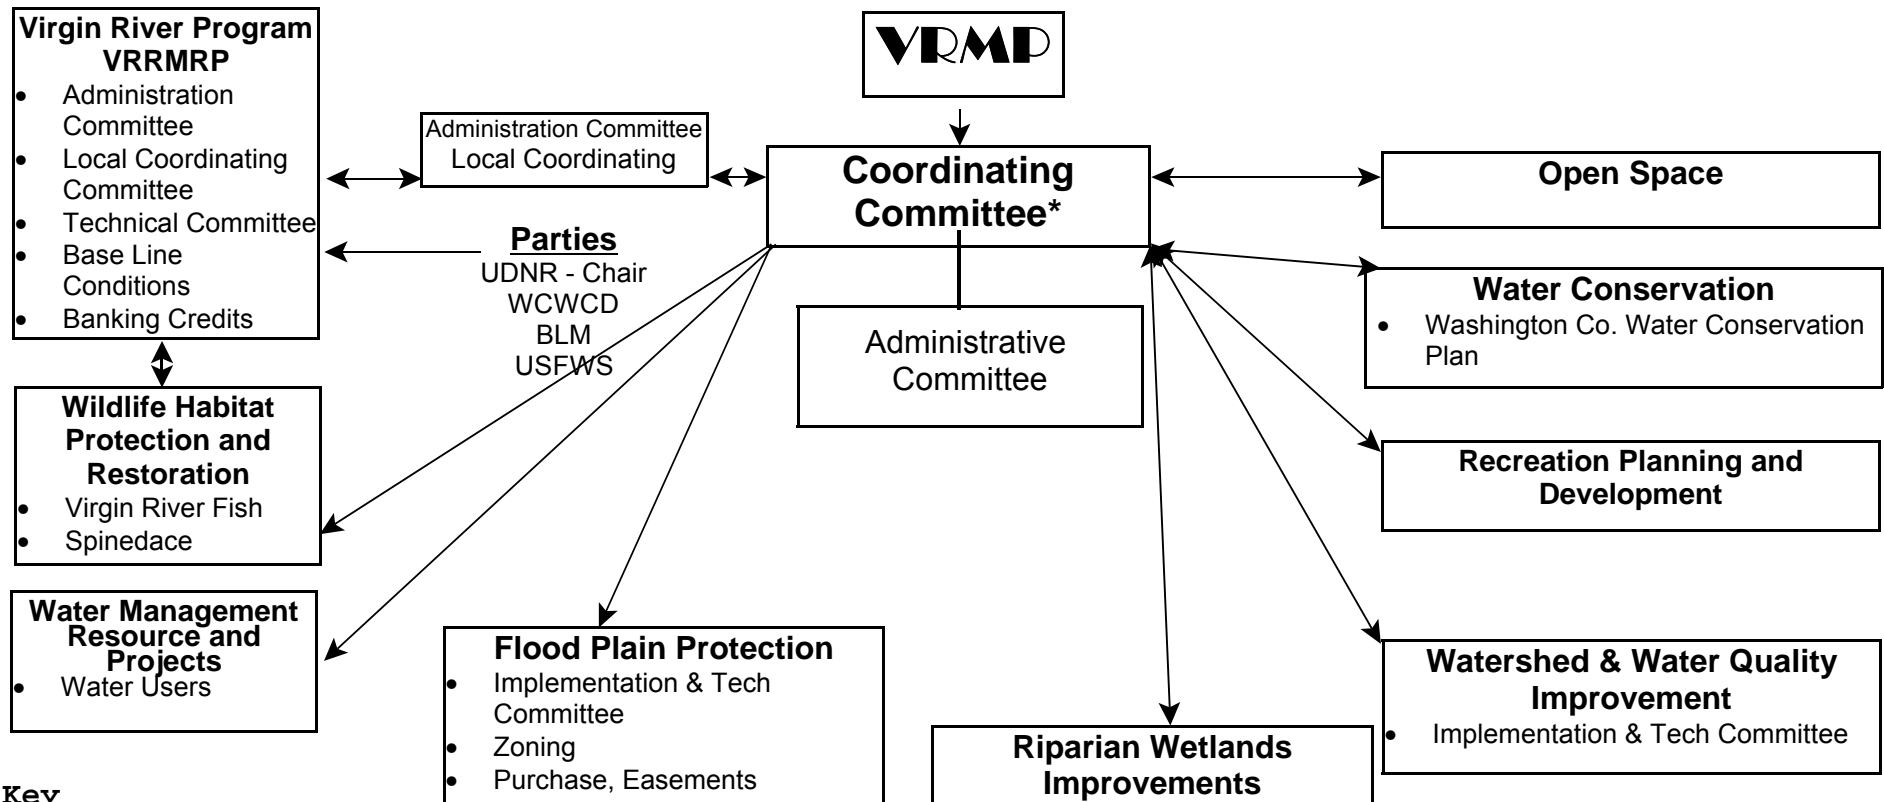 Virgin River Program
VRRMRP
• Administration
Committee
• Local Coordinating
Committee
• Technical Committee
• Base Line
Conditions
• Banking Credits
VRMP
Administration Committee
Local Coordinating
Coordinating
Committee*
Open Space
Parties
UDNR - Chair
WCWCD
BLM
USFWS
Administrative
Committee
Water Conservation
• Washington Co. Water Conservation
Plan
Wildlife Habitat
Protection and
Restoration
• Virgin River Fish
• Spinedace
Recreation Planning and
Development
Water Management
Resource and
Projects
• Water Users
Flood Plain Protection
• Implementation & Tech
Committee
• Zoning
• Purchase, Easements
Riparian Wetlands
Improvements
Watershed & Water Quality
Improvement
• Implementation & Tech Committee
Key